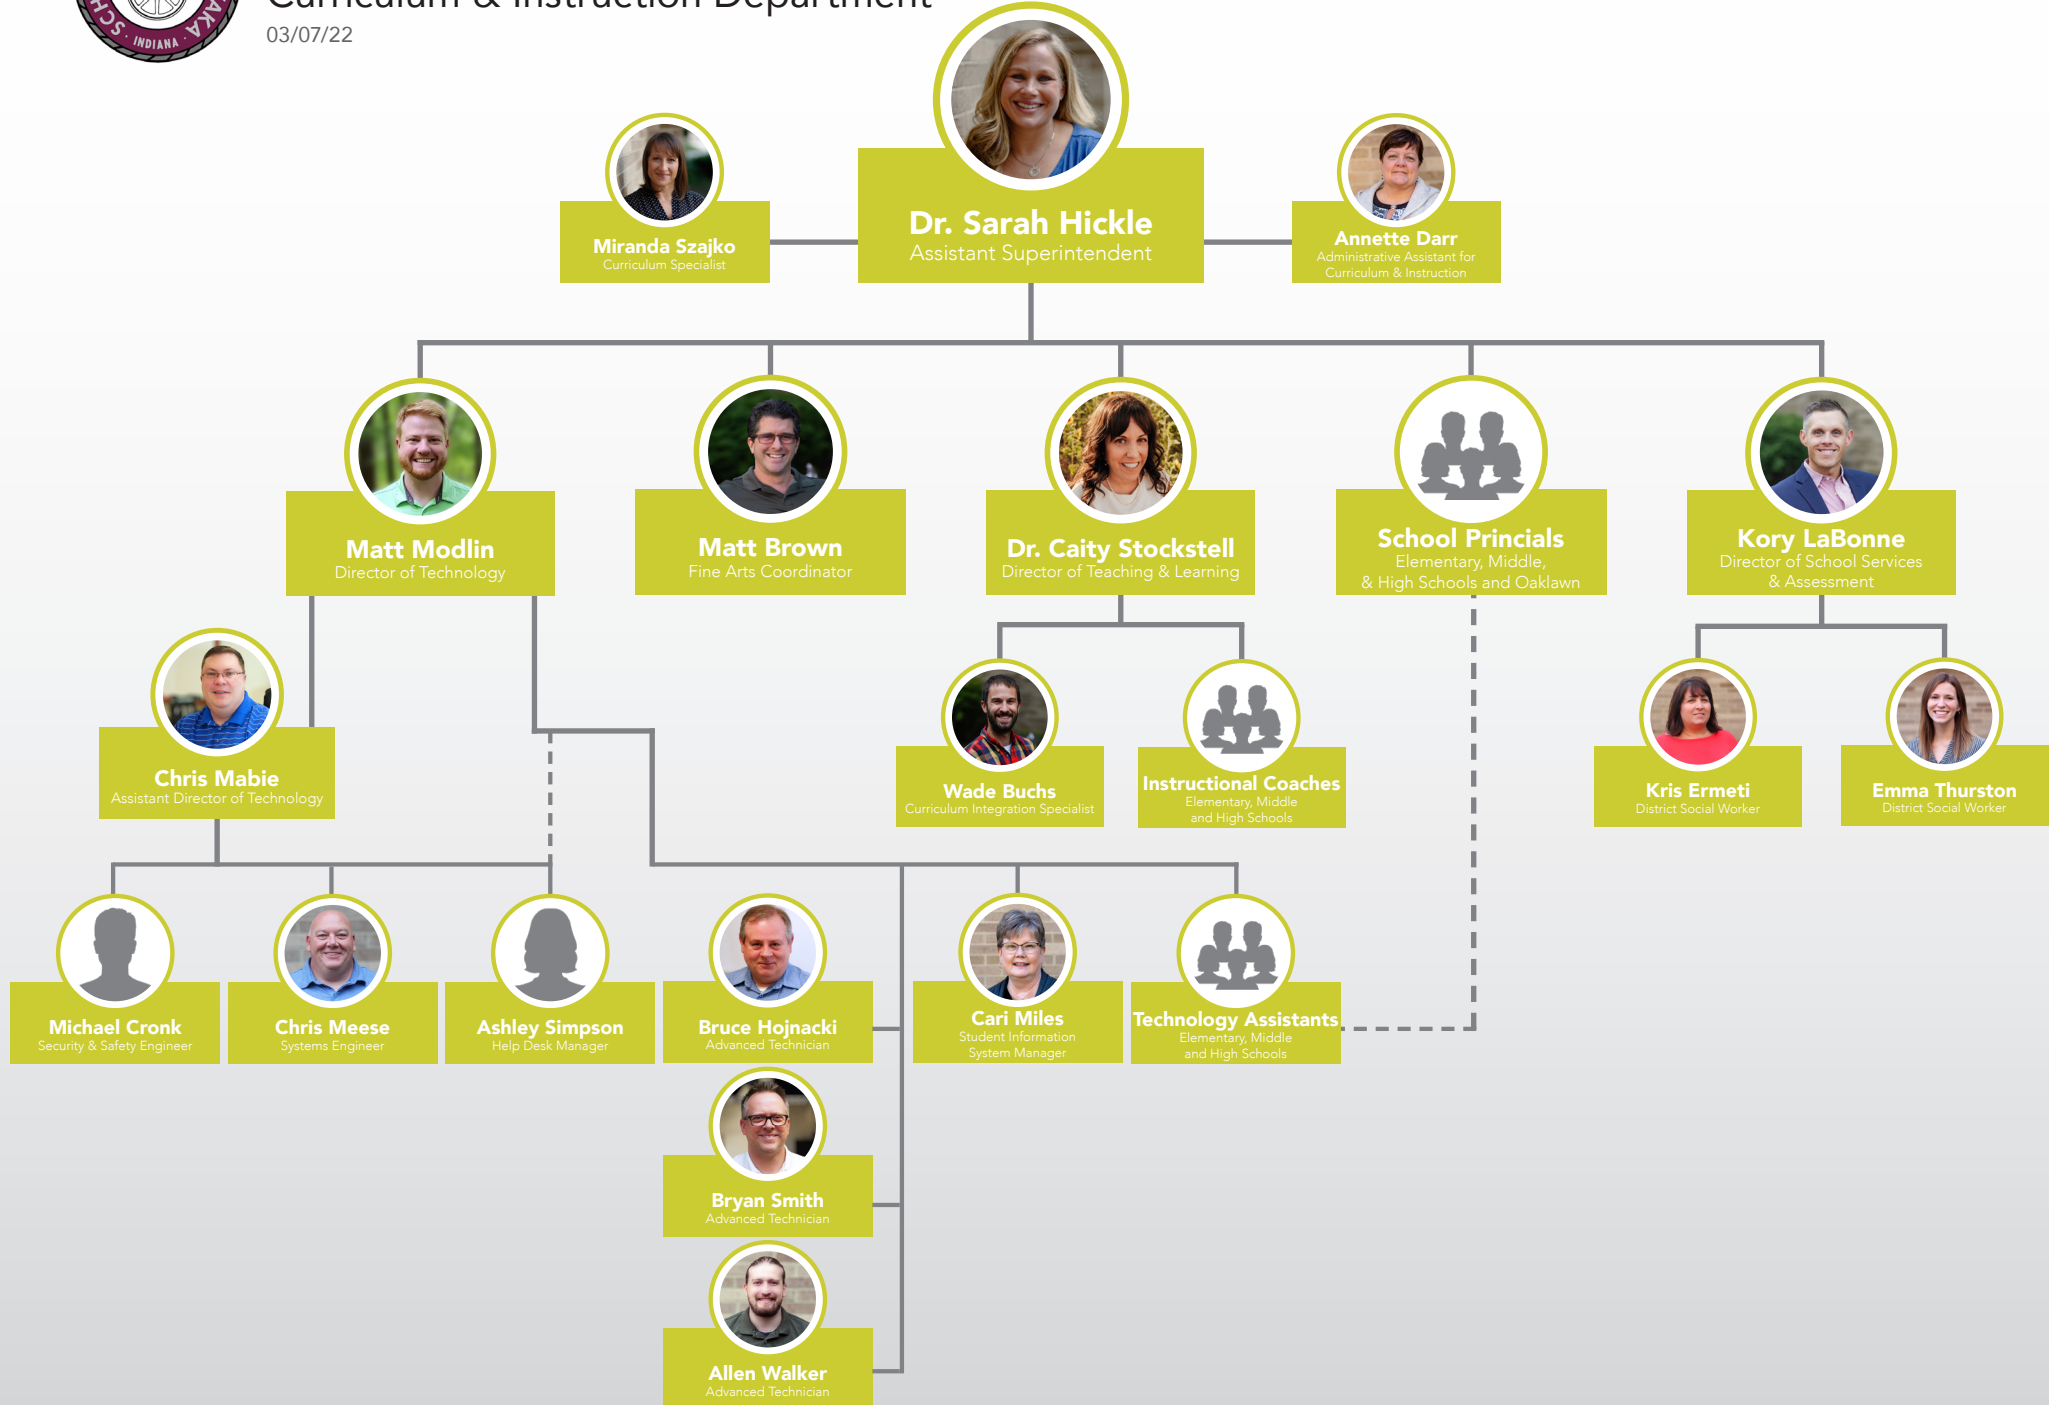 Curriculum & Instruction Department
03/07/22
SCH
INDIANA
AKA
Dr. Sarah Hickle
Assistant Superintendent
Miranda Szajko
Curriculum Specialist
Annette Darr
Administrative Assistant for
Curriculum & Instruction
Matt Modlin
Director of Technology
Matt Brown
Fine Arts Coordinator
Dr. Caity Stockstell
Director of Teaching & Learning
School Princials
Elementary, Middle,
& High Schools and Oaklawn
Kory LaBonne
Director of School Services
& Assessment
Chris Mabie
Assistant Director of Technology
Wade Buchs
Curriculum Integration Specialist
Instructional Coaches
Elementary, Middle
and High Schools
Kris Ermeti
District Social Worker
Emma Thurston
District Social Worker
Michael Cronk
Security & Safety Engineer
Chris Meese
Systems Engineer
Ashley Simpson
Help Desk Manager
Bruce Hojnacki
Advanced Technician
Cari Miles
Student Information
System Manager
Technology Assistants
Elementary, Middle
and High Schools
Bryan Smith
Advanced Technician
Allen Walker
Advanced Technician